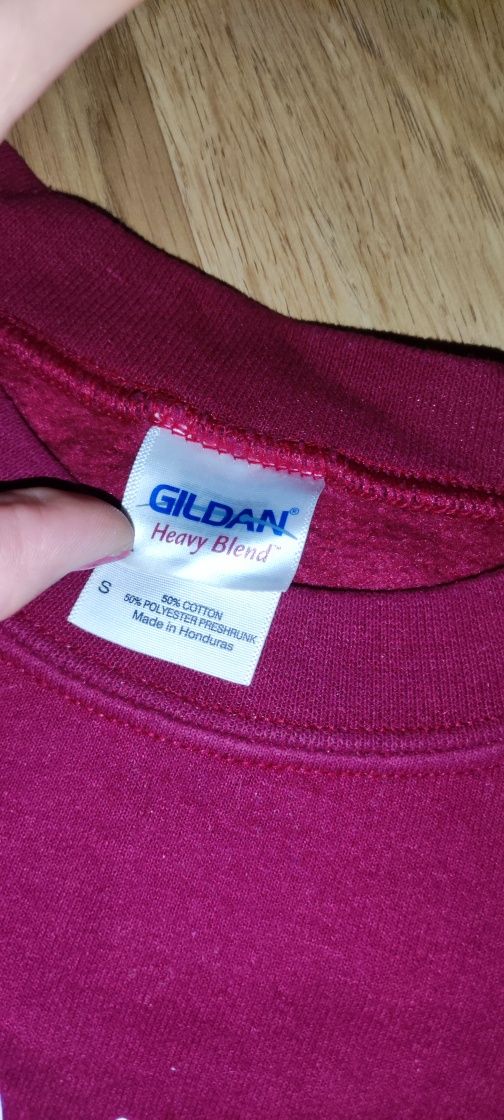 GILDAN®
Heavy Blend™
S
50% COTTON
50% POLYESTER PRESHRUNK
Made in Honduras